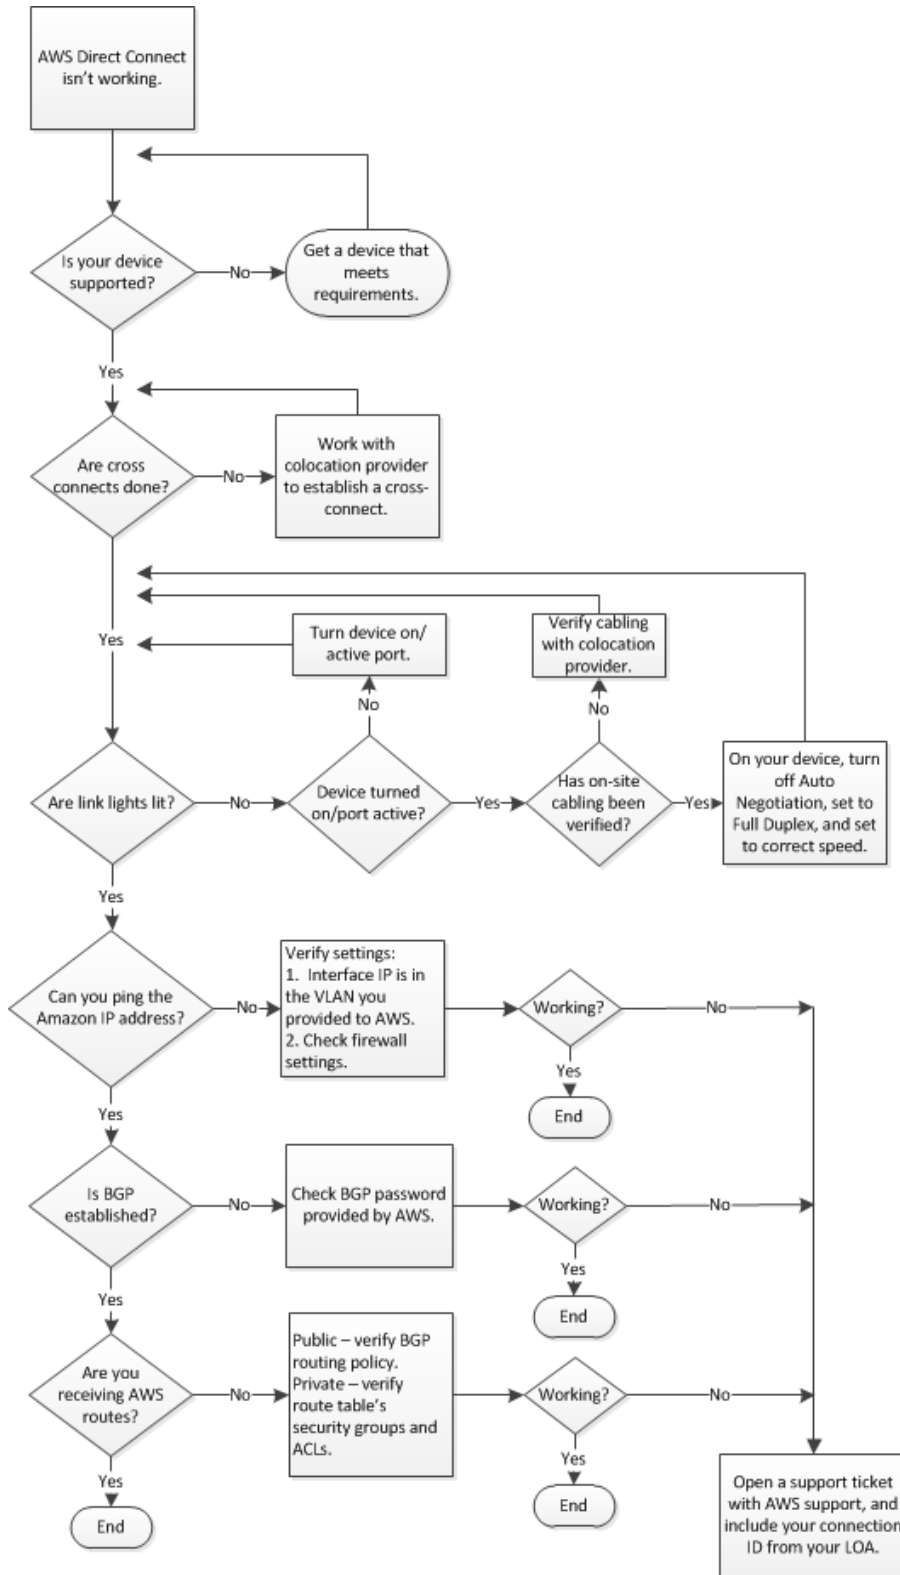 AWS Direct Connect
isn't working.
Is your device
supported?
No
Get a device that
meets
requirements.
Yes
Are cross
connects done?
No
Work with
colocation provider
to establish a cross-
connect.
Yes
Turn device on/
active port.
Verify cabling
with colocation
provider.
No
No
Are link lights lit?
No
Device turned
on/port active?
Yes
Has on-site
cabling been
verified?
Yes
On your device, turn
off Auto
Negotiation, set to
Full Duplex, and set
to correct speed.
Yes
Can you ping the
Amazon IP address?
No
Verify settings:
1. Interface IP is in
the VLAN you
provided to AWS.
2. Check firewall
settings.
Working?
No
Yes
End
Yes
Is BGP
established?
No
Check BGP password
provided by AWS.
Working?
No
Yes
End
Yes
Are you
receiving AWS
routes?
No
Public – verify BGP
routing policy.
Private – verify
route table's
security groups and
ACLs.
Working?
No
Yes
End
Yes
End
Open a support ticket
with AWS support, and
include your connection
ID from your LOA.